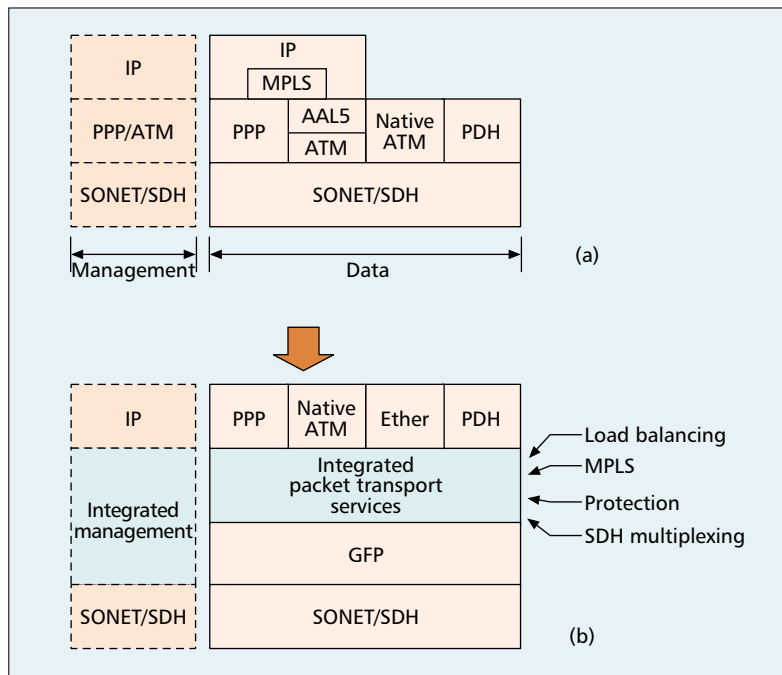 IP
IP
MPLS
PPP/ATM
PPP
AAL5
ATM
Native
ATM
PDH
SONET/SDH
SONET/SDH
Management
Data
(a)
IP
PPP
Native
ATM
Ether
PDH
Load balancing
MPLS
Protection
SDH multiplexing
Integrated
management
Integrated
packet transport
services
GFP
SONET/SDH
SONET/SDH
(b)